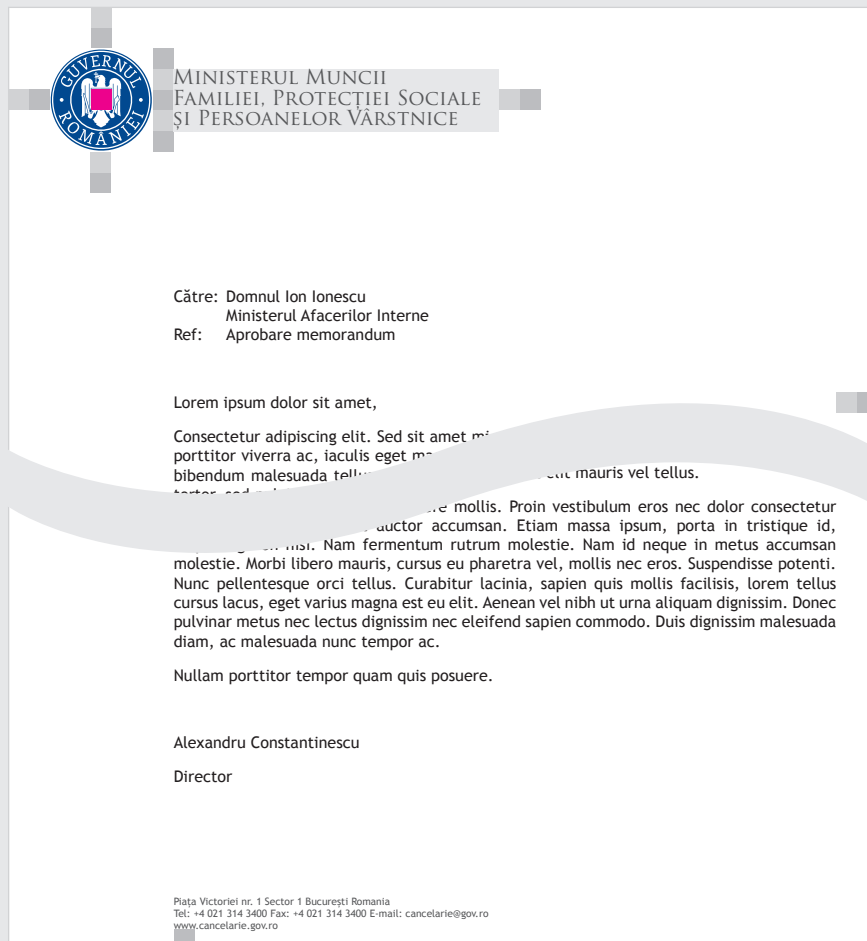 GUVERNUL ROMÂNIEI
MINISTERUL MUNCII
FAMILIEI, PROTECȚIEI SOCIALE
ȘI PERSOANELOR VÂRSTNICE
Către: Domnul Ion Ionescu
Ministerul Afacerilor Interne
Ref: Aprobare memorandum
Lorem ipsum dolor sit amet,
Consectetur adipiscing elit. Sed sit amet
porttitor viverra ac, iaculis eget
bibendum malesuada elit mauris vel tellus.
mollis. Proin vestibulum eros nec dolor consectetur
auctor accumsan. Etiam massa ipsum, porta in tristique id,
nisi. Nam fermentum rutrum molestie. Nam id neque in metus accumsan
molestie. Morbi libero mauris, cursus eu pharetra vel, mollis nec eros. Suspendisse potenti.
Nunc pellentesque orci tellus. Curabitur lacinia, sapien quis mollis facilisis, lorem tellus
cursus lacus, eget varius magna est eu elit. Aenean vel nibh ut urna aliquam dignissim. Donec
pulvinar metus nec lectus dignissim nec eleifend sapien commodo. Duis dignissim malesuada
diam, ac malesuada nunc tempor ac.
Nullam porttitor tempor quam quis posuere.
Alexandru Constantinescu
Director
Piața Victoriei nr. 1 Sector 1 București Romania
Tel: +4 021 314 3400 Fax: +4 021 314 3400 E-mail: cancelarie@gov.ro
www.cancelarie.gov.ro